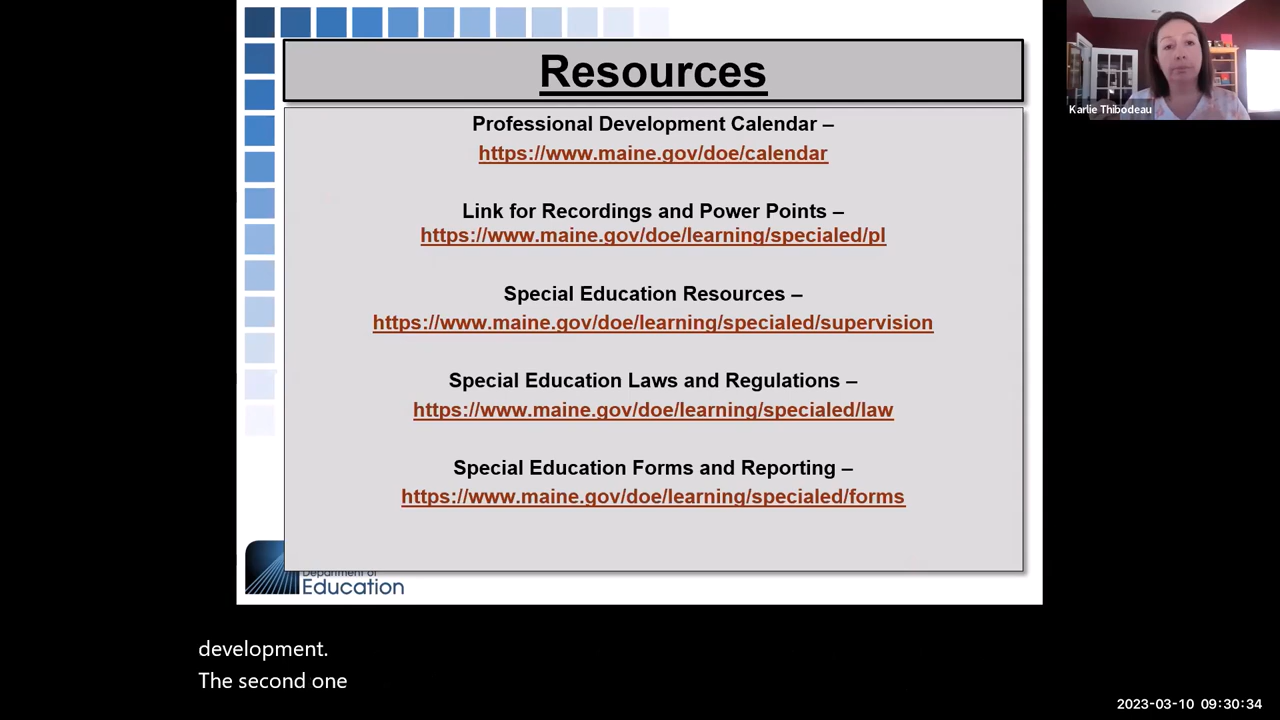 Resources
Karlie Thibodeau
Professional Development Calendar –
https://www.maine.gov/doe/calendar
Link for Recordings and Power Points –
https://www.maine.gov/doe/learning/specialed/pl
Special Education Resources –
https://www.maine.gov/doe/learning/specialed/supervision
Special Education Laws and Regulations –
https://www.maine.gov/doe/learning/specialed/law
Special Education Forms and Reporting –
https://www.maine.gov/doe/learning/specialed/forms
Department of
Education
development.
The second one
2023-03-10 09:30:34